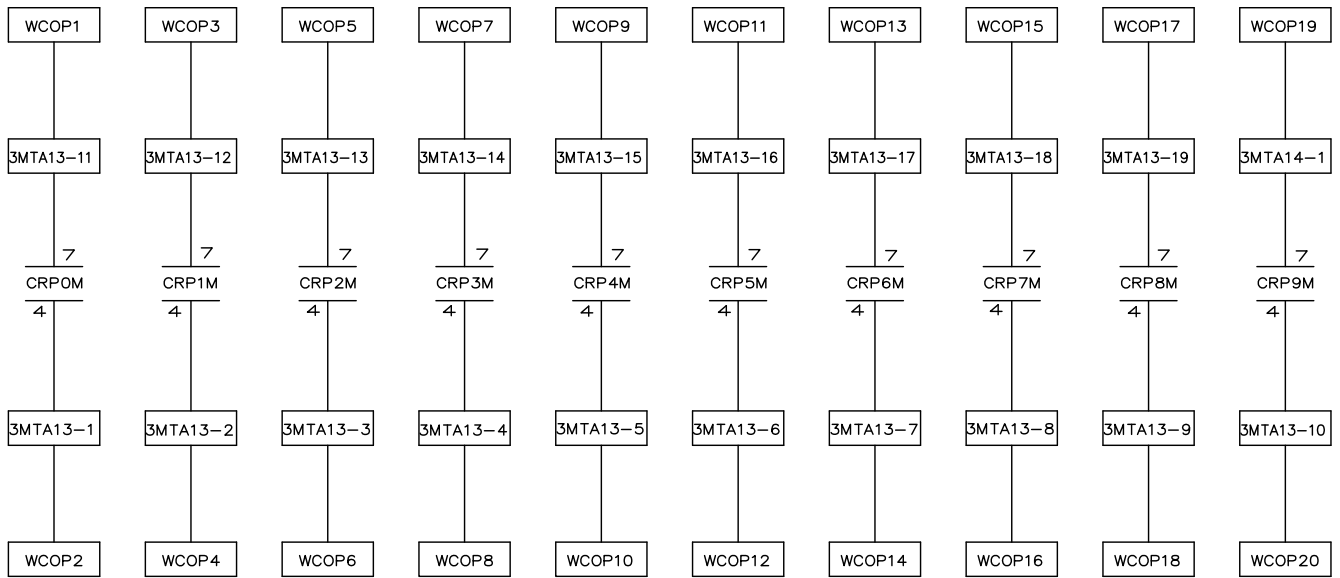 WCOP1 WCOP3 WCOP5 WCOP7 WCOP9 WCOP11 WCOP13 WCOP15 WCOP17 WCOP19
3MTA13-11 3MTA13-12 3MTA13-13 3MTA13-14 3MTA13-15 3MTA13-16 3MTA13-17 3MTA13-18 3MTA13-19 3MTA14-1
7 7 7 7 7 7 7 7 7 7
CRP0M CRP1M CRP2M CRP3M CRP4M CRP5M CRP6M CRP7M CRP8M CRP9M
4 4 4 4 4 4 4 4 4 4
3MTA13-1 3MTA13-2 3MTA13-3 3MTA13-4 3MTA13-5 3MTA13-6 3MTA13-7 3MTA13-8 3MTA13-9 3MTA13-10
WCOP2 WCOP4 WCOP6 WCOP8 WCOP10 WCOP12 WCOP14 WCOP16 WCOP18 WCOP20